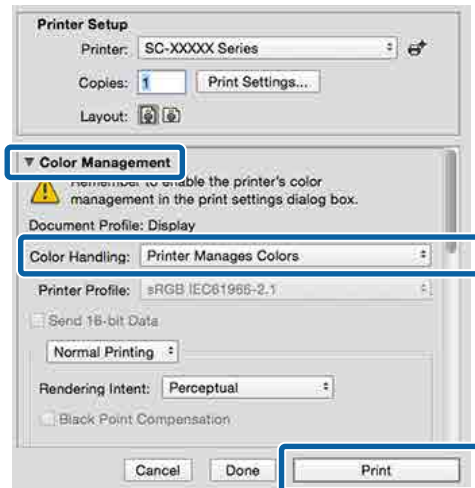 Printer Setup
Printer: SC-XXXXX Series
Copies: 1 Print Settings...
Layout:
▼ Color Management
Remember to enable the printer's color
management in the print settings dialog box.
Document Profile: Display
Color Handling: Printer Manages Colors
Printer Profile: sRGB IEC61966-2.1
Send 16-bit Data
Normal Printing
Rendering Intent: Perceptual
Black Point Compensation
Cancel Done Print